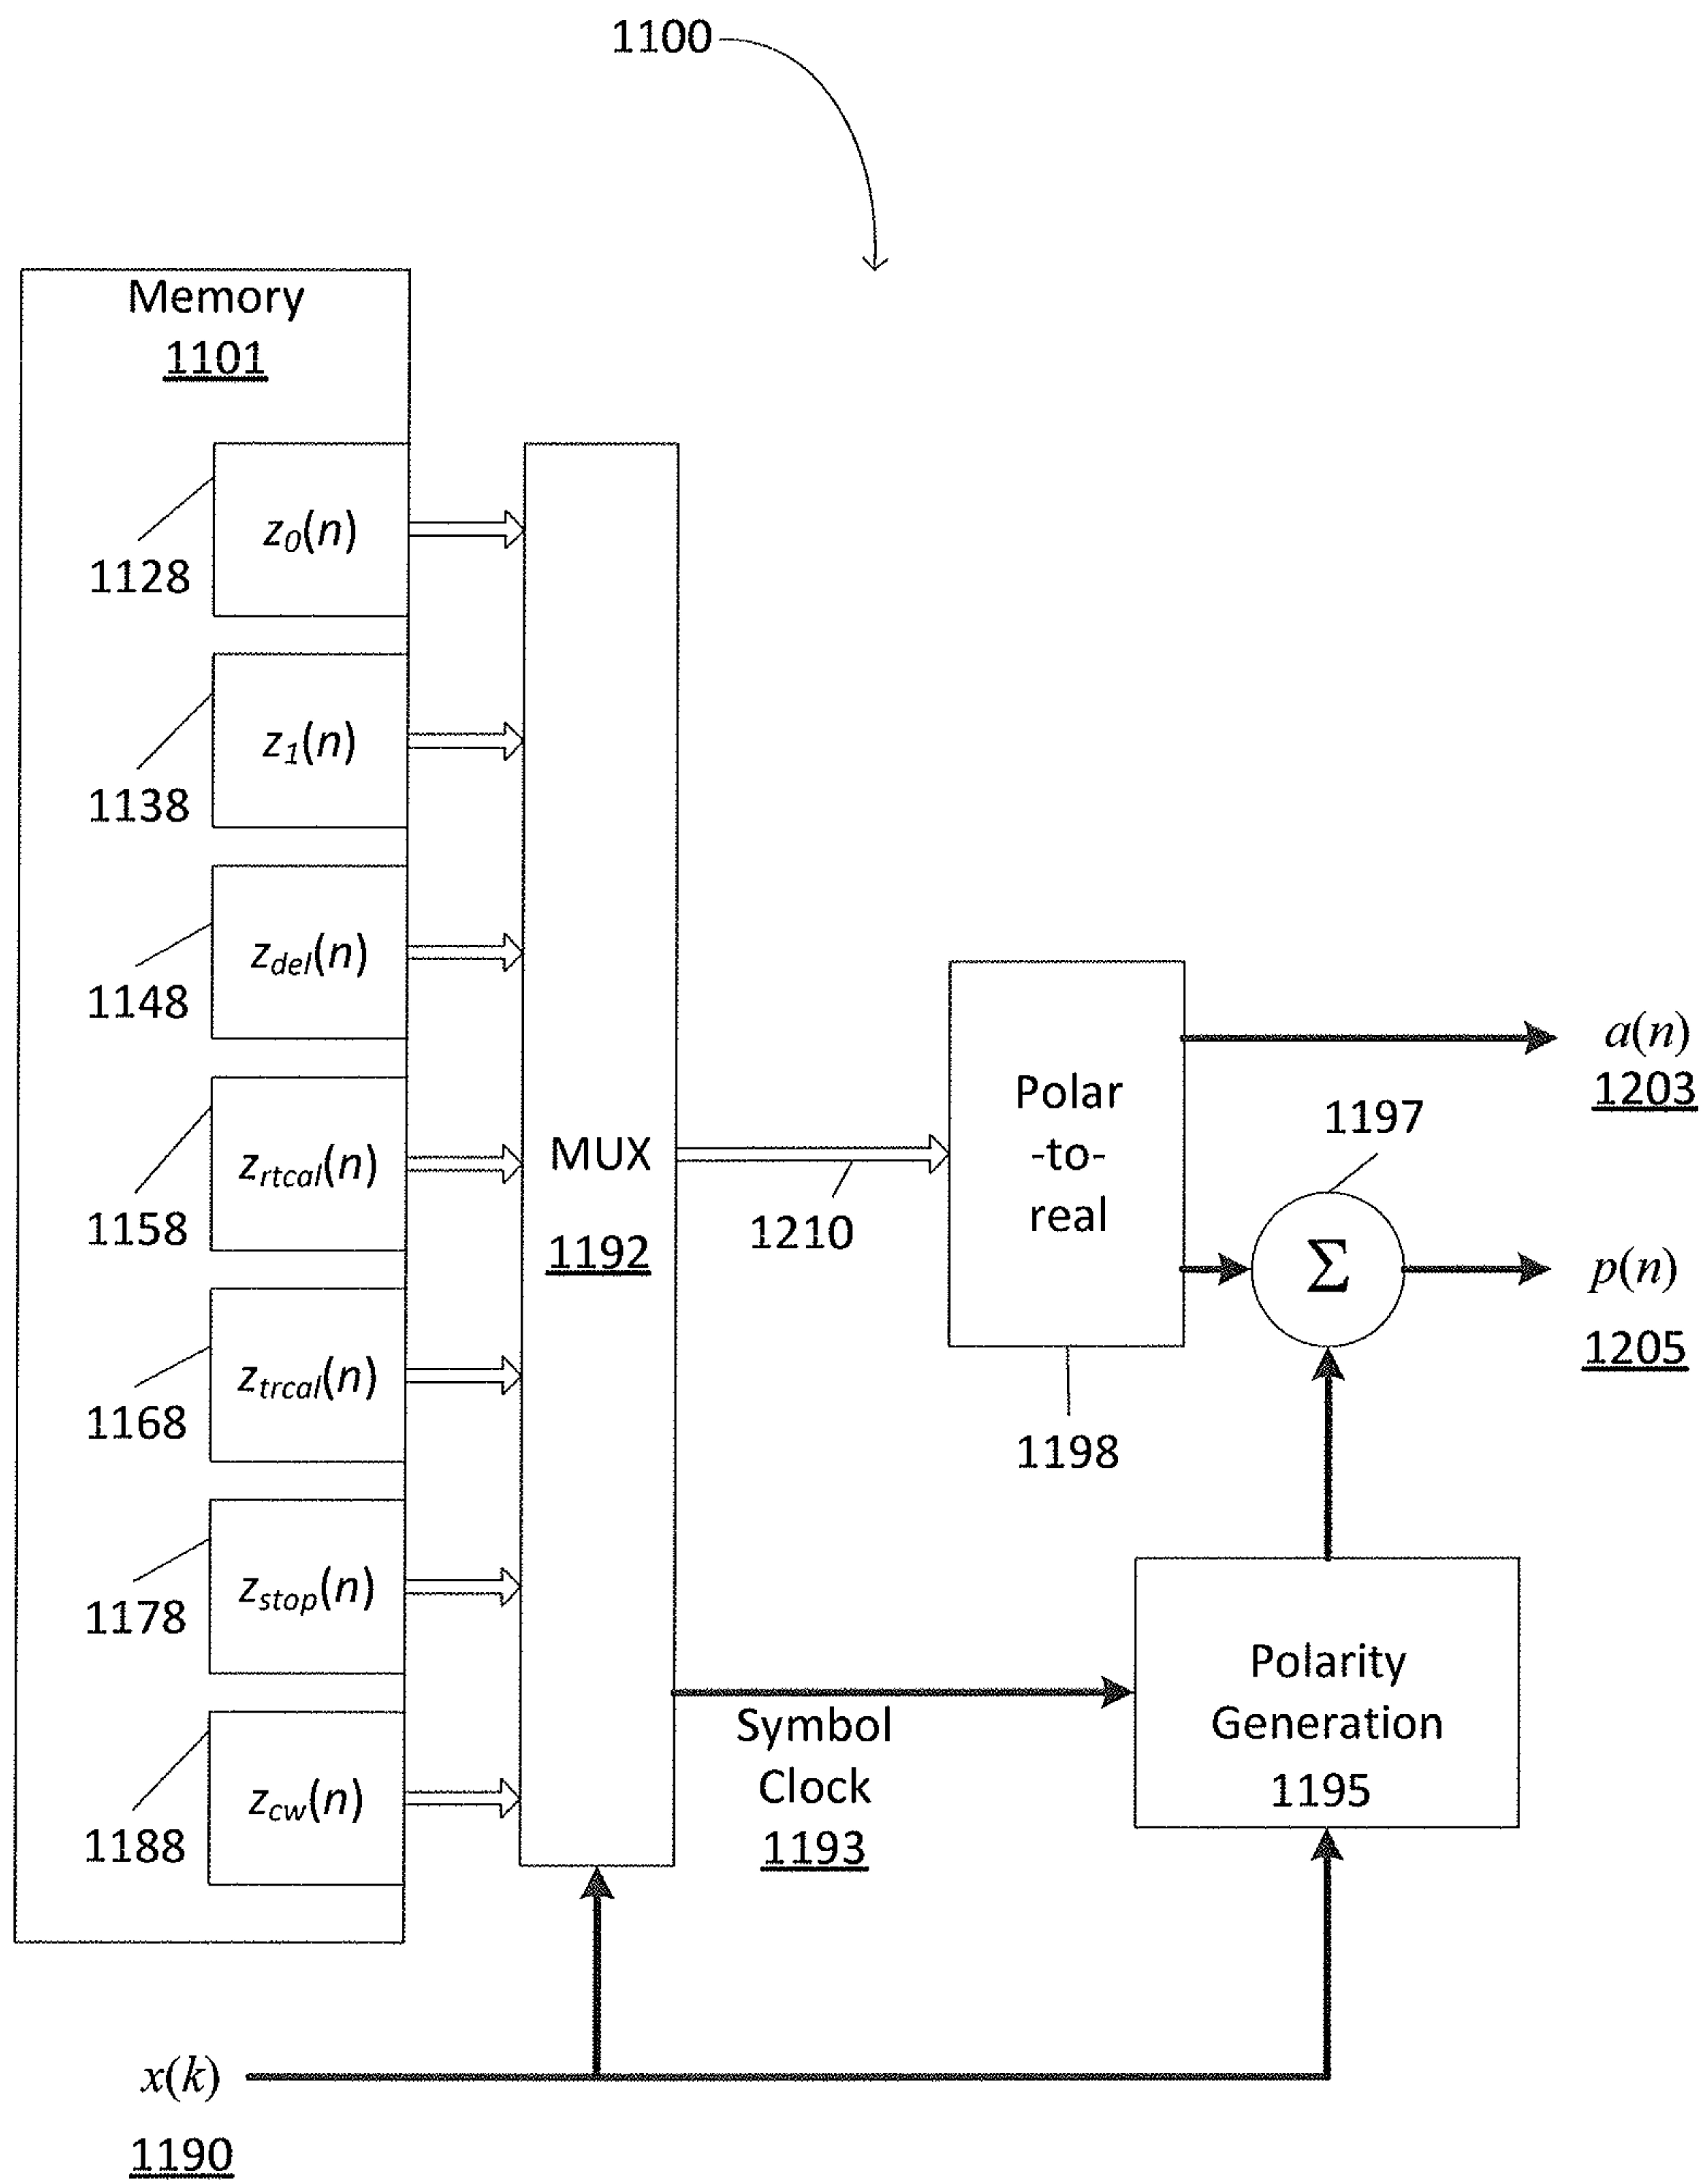 1100
Memory
1101
z0(n)
1128
z1(n)
1138
zdel(n)
1148
zrtcal(n)
1158
ztrcal(n)
1168
zstop(n)
1178
zcw(n)
1188
MUX
1192
1210
Polar
-to-
real
1198
a(n)
1203
1197
Σ
p(n)
1205
Symbol
Clock
1193
Polarity
Generation
1195
x(k)
1190